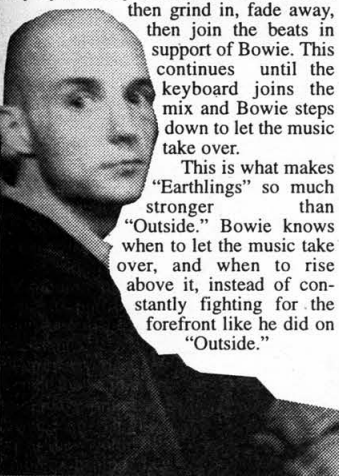 then grind in, fade away,
then join the beats in
support of Bowie. This
continues until the
keyboard joins the
mix and Bowie steps
down to let the music
take over.
This is what makes
"Earthlings" so much
stronger than
"Outside." Bowie knows
when to let the music take
over, and when to rise
above it, instead of con-
stantly fighting for the
forefront like he did on
"Outside."